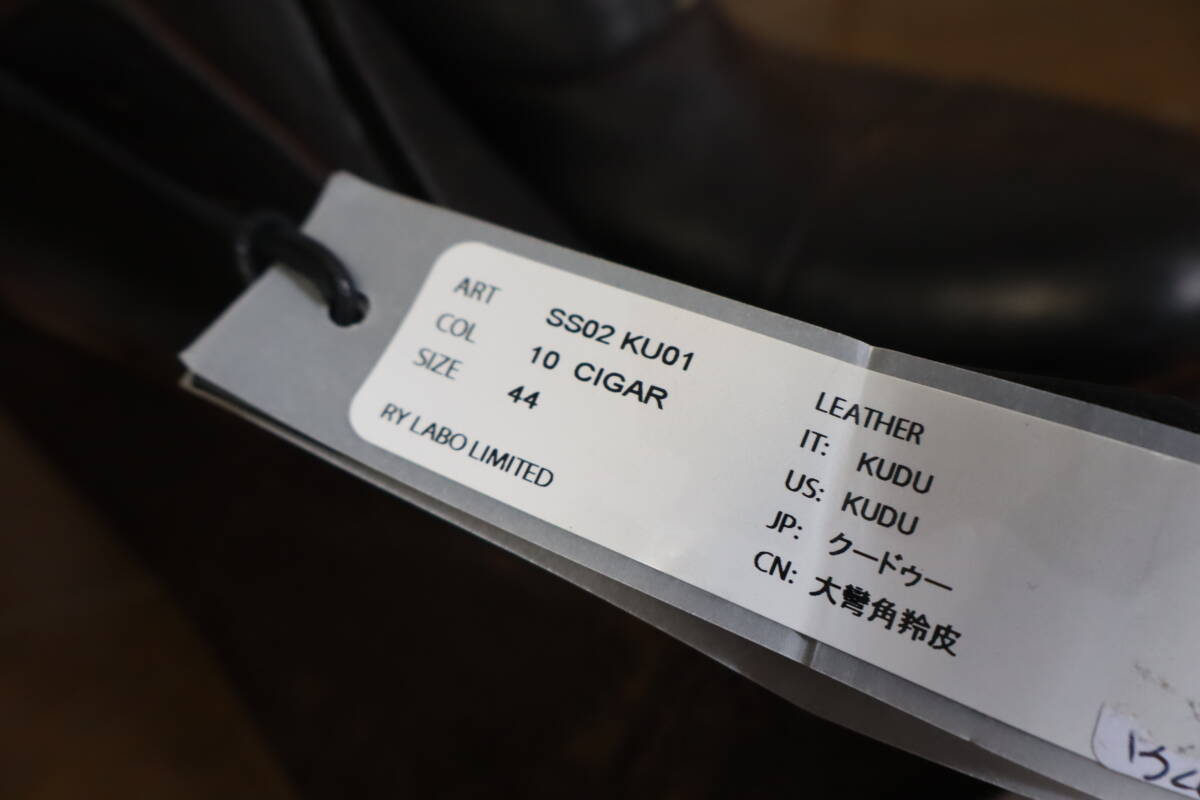 ART SS02 KU01
COL 10 CIGAR
SIZE 44
RY LABO LIMITED
LEATHER
IT: KUDU
US: KUDU
JP: クードゥー
CN: 大彎角羚皮